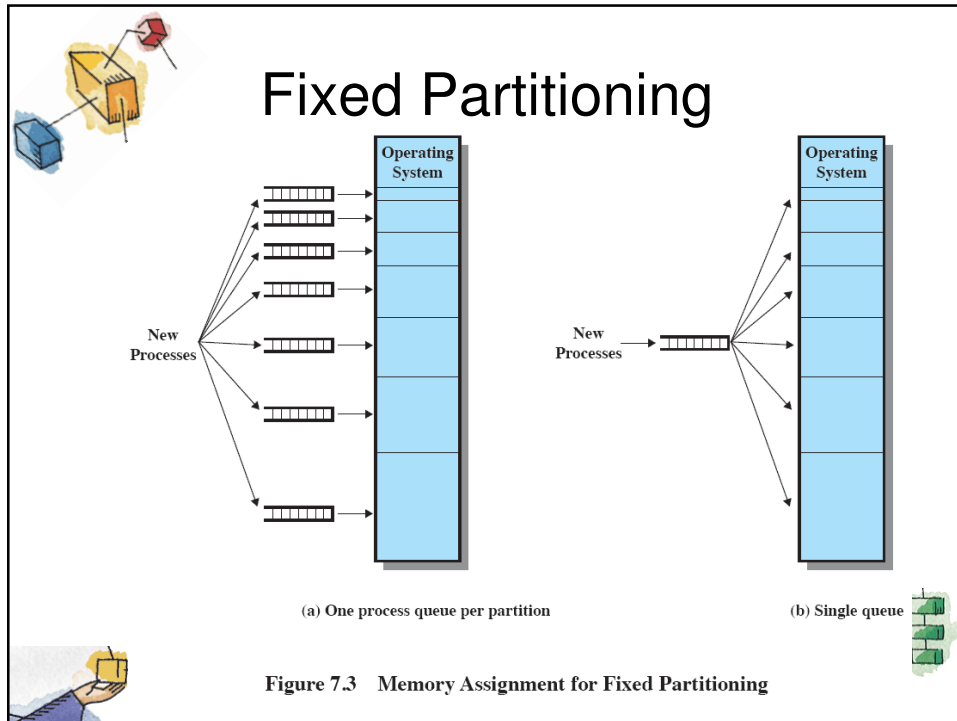 Fixed Partitioning
Operating
System
New
Processes
(a) One process queue per partition
Operating
System
New
Processes
(b) Single queue
Figure 7.3 Memory Assignment for Fixed Partitioning